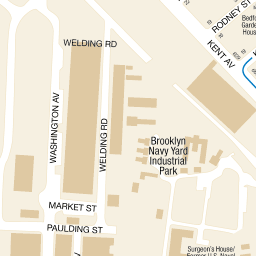 RODNEY ST
Bedfo
Garde
House
KENT AV
WELDING RD
WASHINGTON AV
WELDING RD
Brooklyn
Navy Yard
Industrial
Park
MARKET ST
PAULDING ST
Surgeon's House/
Former U.S. Naval